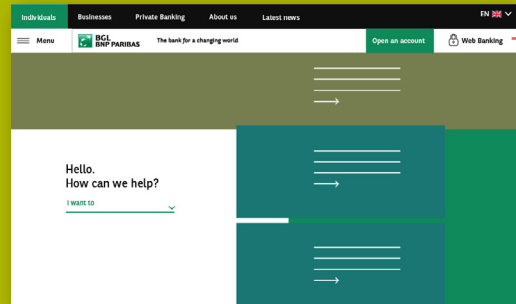 Individuals Businesses Private Banking About us Latest news EN
Menu BGL BNP PARIBAS The bank for a changing world Open an account Web Banking
Hello.
How can we help?
I want to